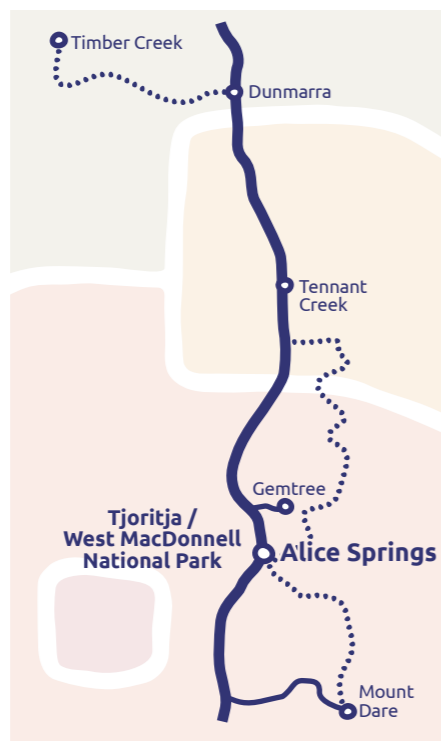 Timber Creek
Dunmarra
Tennant
Creek
Gemtree
Tjoritja /
West MacDonnell
National Park
Alice Springs
Mount
Dare